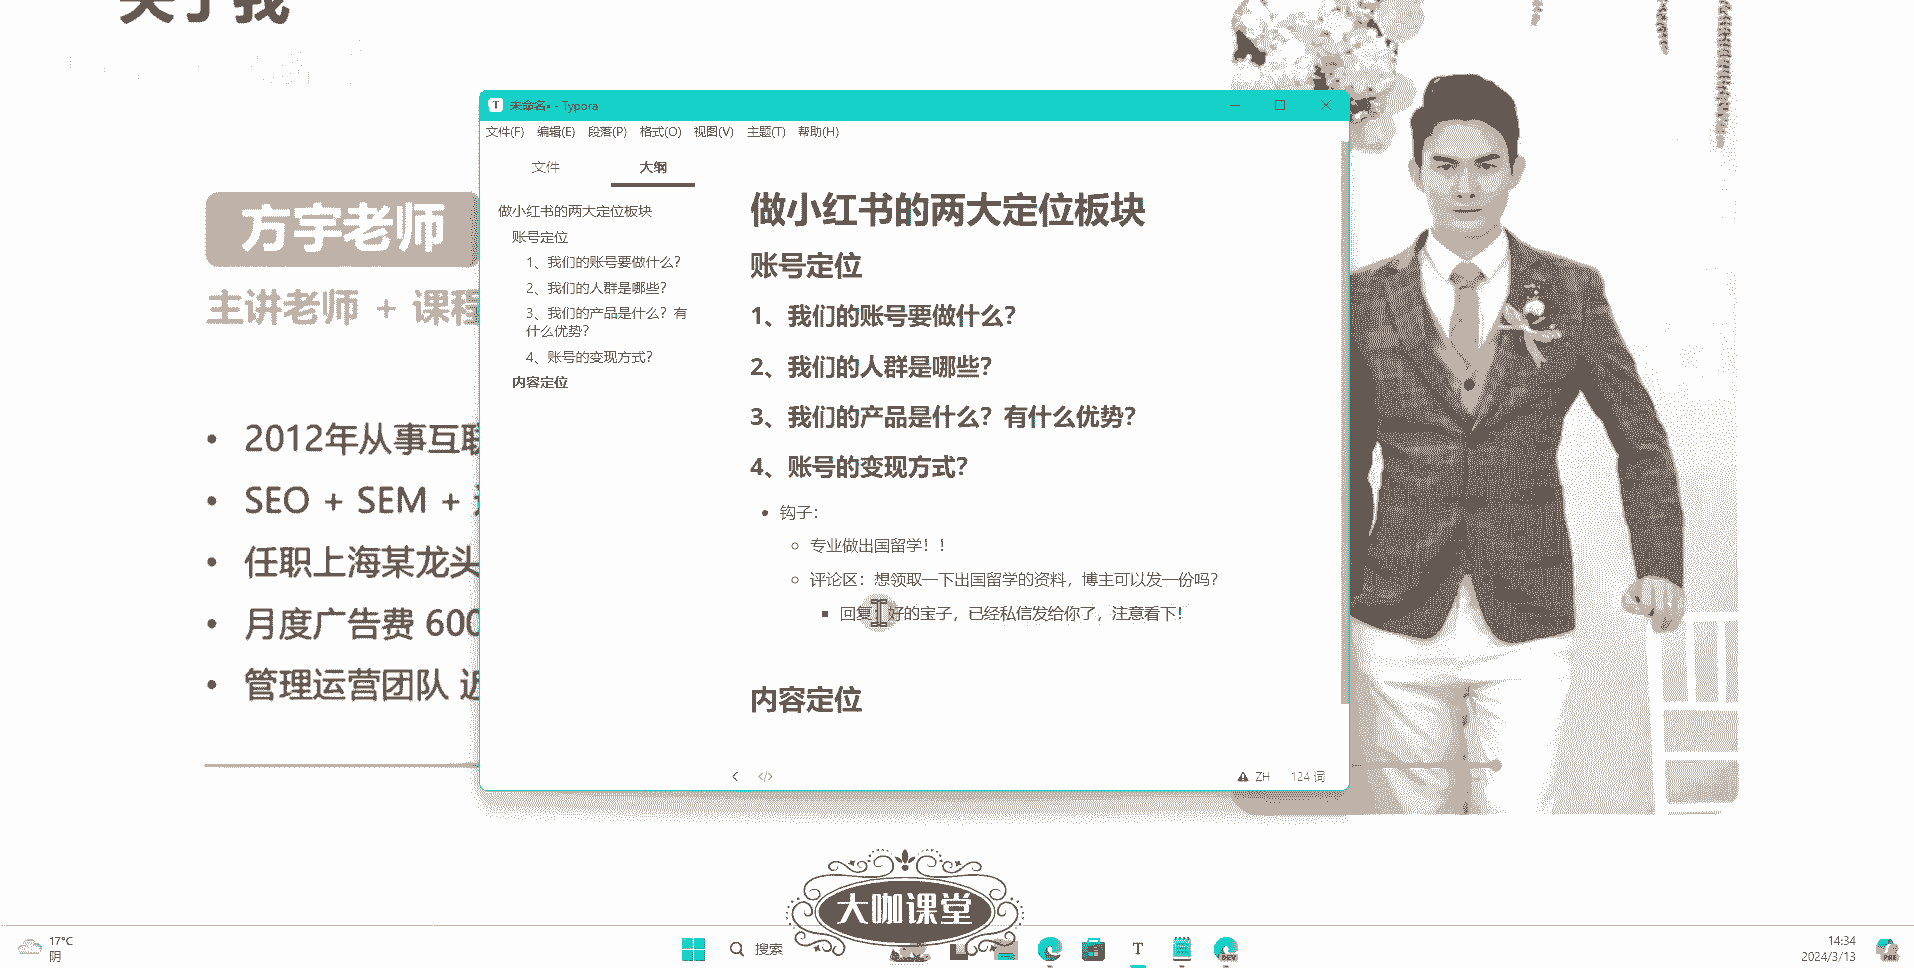 关于我
方宇老师
主讲老师 + 课程
• 2012年从事互联
• SEO + SEM +
• 任职上海某龙头
• 月度广告费 600
• 管理运营团队 近
未命名• - Typora
文件(F) 编辑(E) 段落(P) 格式(O) 视图(V) 主题(T) 帮助(H)
文件 大纲
做小红书的两大定位板块
账号定位
1、我们的账号要做什么?
2、我们的人群是哪些?
3、我们的产品是什么? 有
什么优势?
4、账号的变现方式?
内容定位
做小红书的两大定位板块
账号定位
1、我们的账号要做什么?
2、我们的人群是哪些?
3、我们的产品是什么? 有什么优势?
4、账号的变现方式?
• 钩子:
专业做出国留学! !
评论区: 想领取一下出国留学的资料, 博主可以发一份吗?
回复: 好的宝子, 已经私信发给你了, 注意看下!
内容定位
ZH 124 词
大咖课堂
17°C
阴
搜索
T
DEV
14:34
2024/3/13
PRE